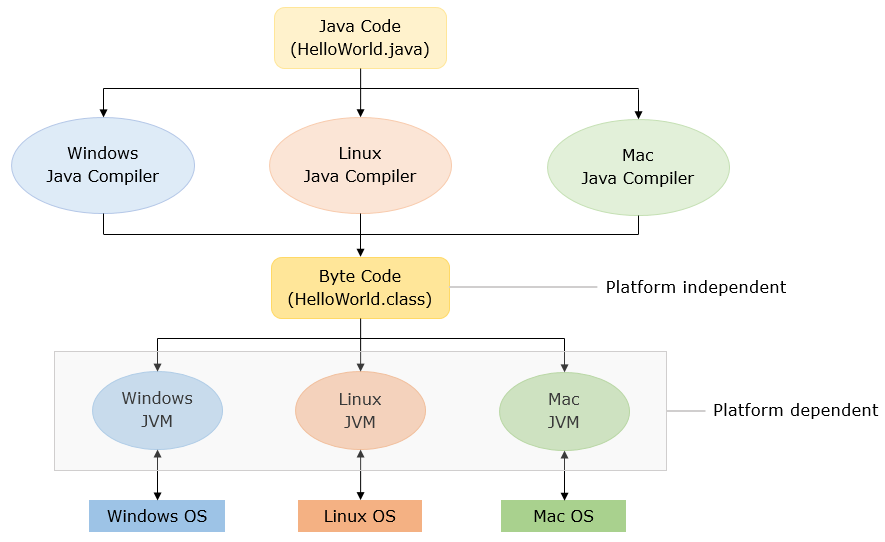 Java Code
(HelloWorld.java)
Windows
Java Compiler
Linux
Java Compiler
Mac
Java Compiler
Byte Code
(HelloWorld.class)
Platform independent
Windows
JVM
Linux
JVM
Mac
JVM
Platform dependent
Windows OS
Linux OS
Mac OS